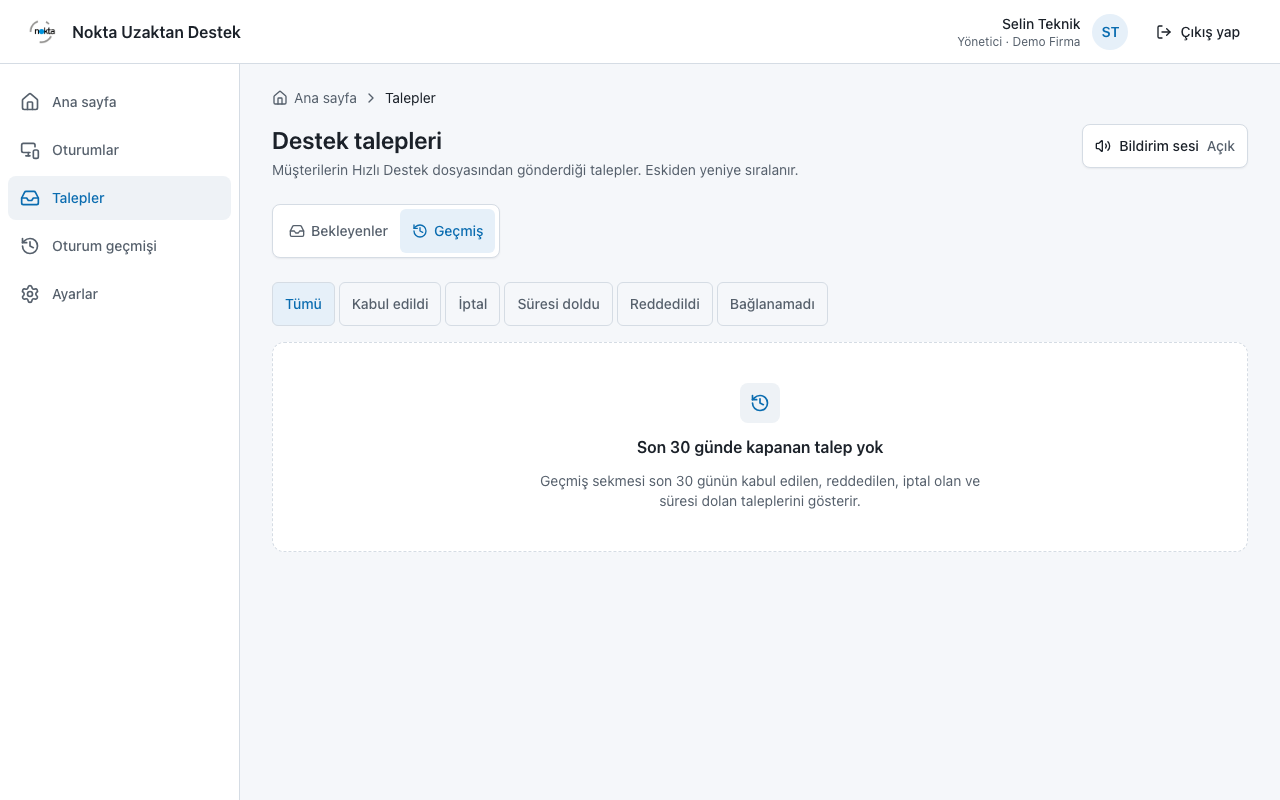 nokta
Nokta Uzaktan Destek
Selin Teknik
Yönetici · Demo Firma
ST
Çıkış yap
Ana sayfa
Oturumlar
Talepler
Oturum geçmişi
Ayarlar
Ana sayfa
Talepler
Destek talepleri
Müşterilerin Hızlı Destek dosyasından gönderdiği talepler. Eskiden yeniye sıralanır.
Bildirim sesi Açık
Bekleyenler
Geçmiş
Tümü
Kabul edildi
İptal
Süresi doldu
Reddedildi
Bağlanamadı
Son 30 günde kapanan talep yok
Geçmiş sekmesi son 30 günün kabul edilen, reddedilen, iptal olan ve
süresi dolan taleplerini gösterir.